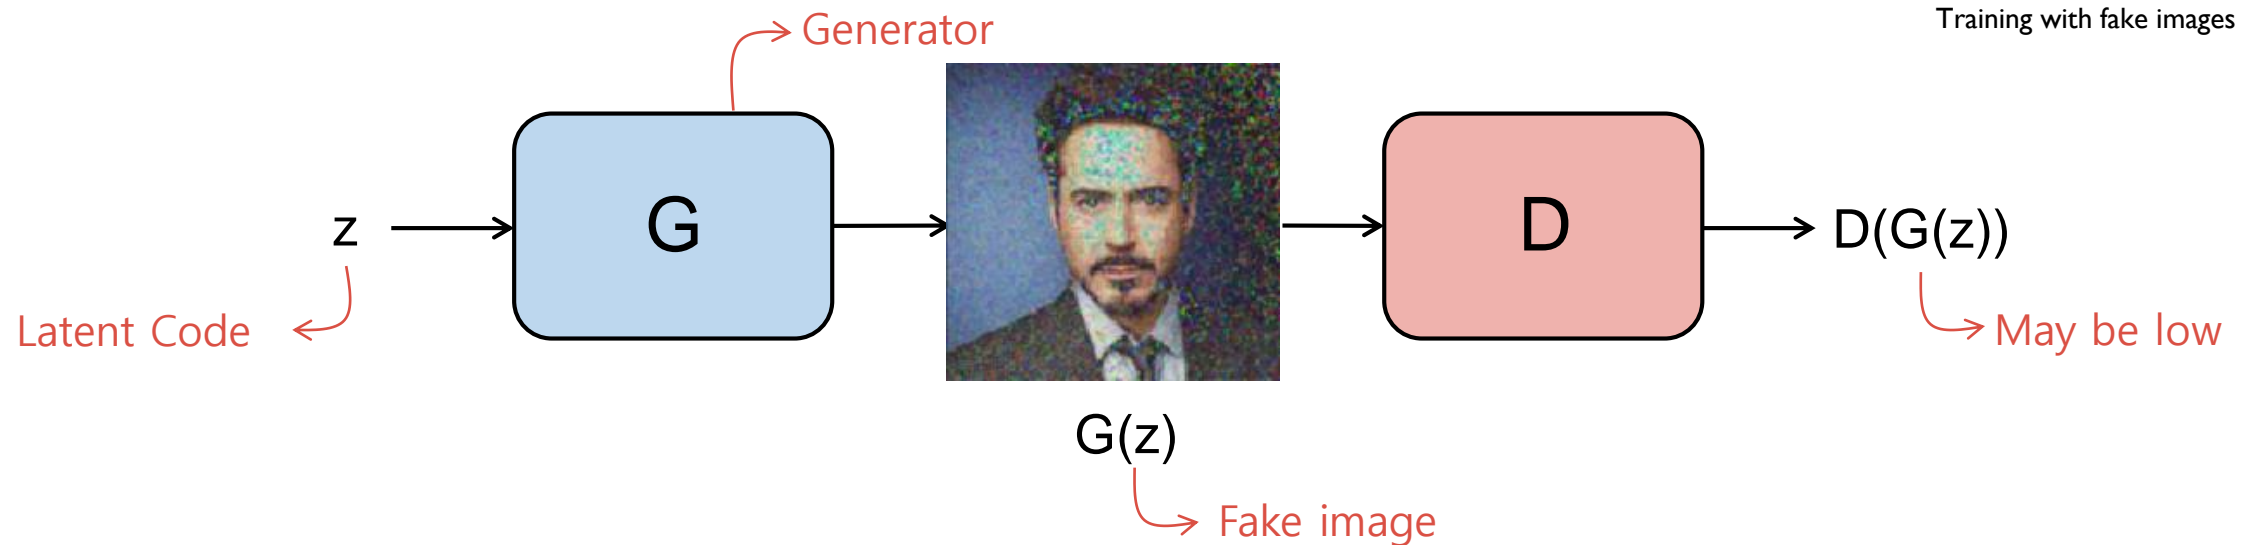 Training with fake images
Generator
z
G
D
D(G(z))
Latent Code
May be low
G(z)
Fake image